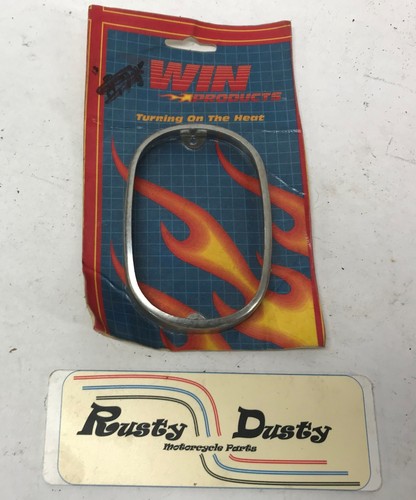 WIN
PRODUCTS
Turning On The Heat
Rusty Dusty
Motorcycle Parts